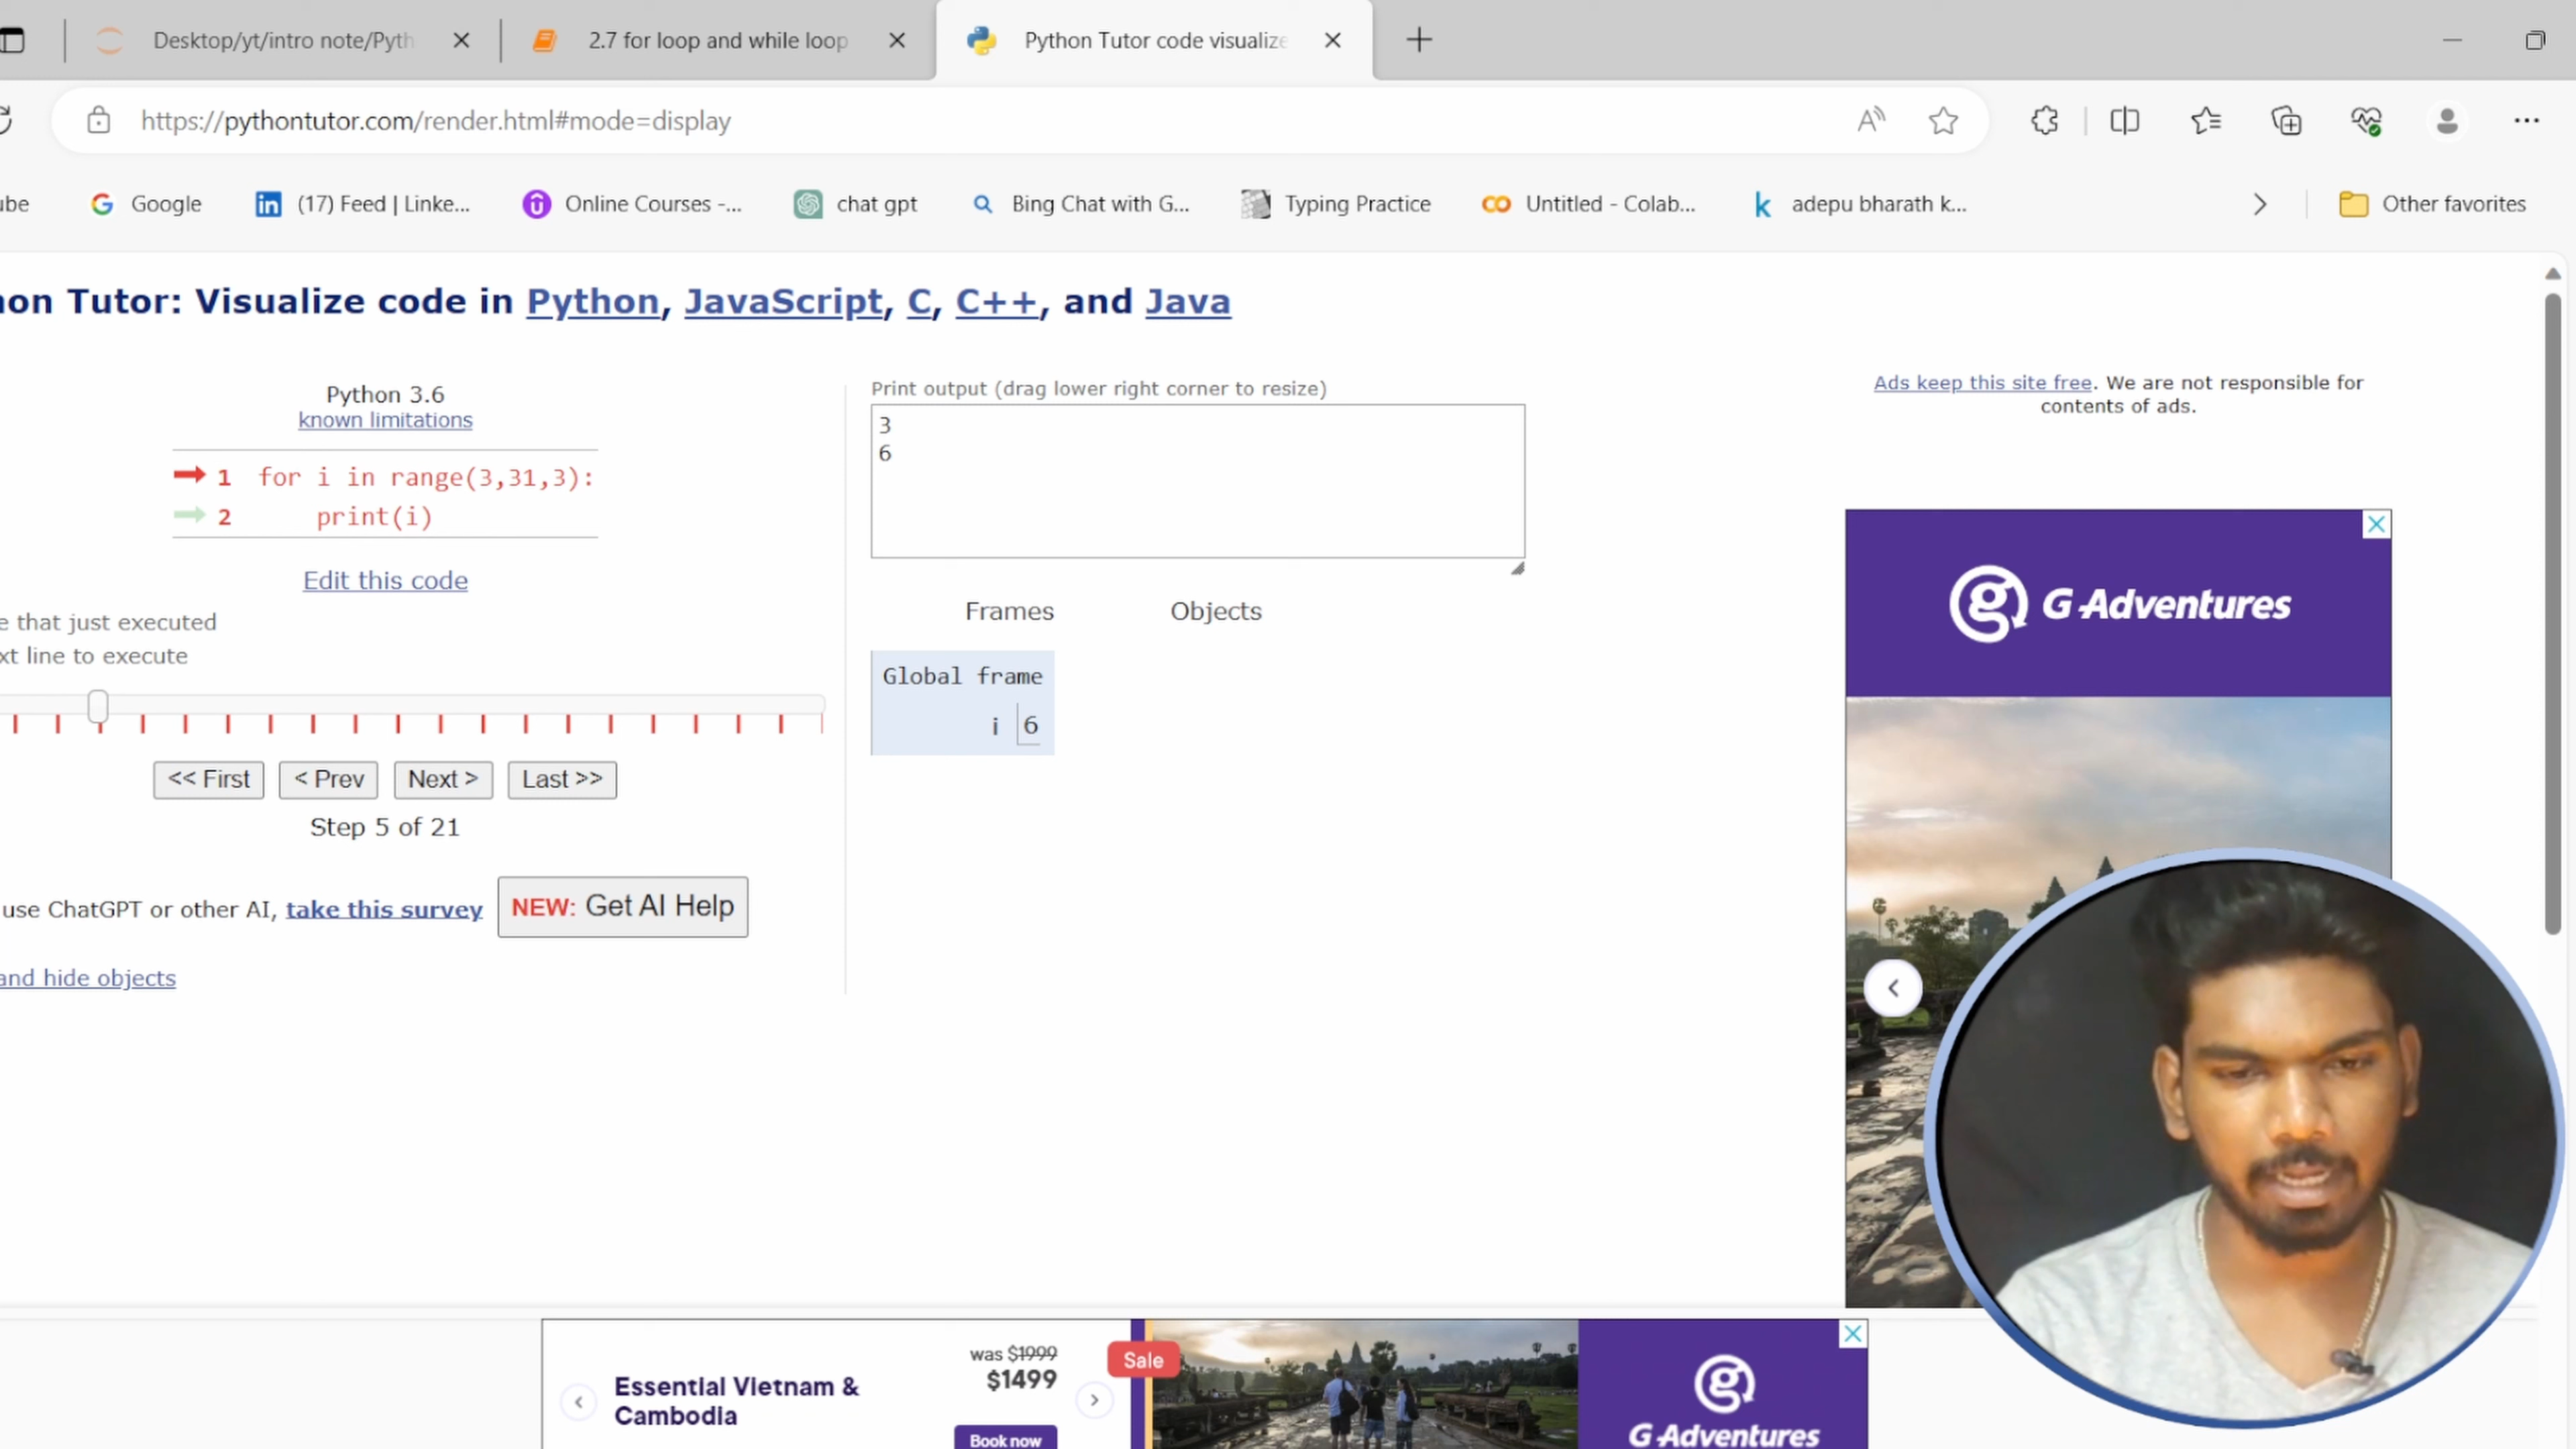 Desktop/yt/intro note/Pyth
2.7 for loop and while loop
Python Tutor code visualize
https://pythontutor.com/render.html#mode=display
ube
Google
(17) Feed | Linke...
Online Courses -...
chat gpt
Bing Chat with G...
Typing Practice
Untitled - Colab...
adepu bharath k...
Other favorites
on Tutor: Visualize code in Python, JavaScript, C, C++, and Java
Python 3.6
known limitations
1 for i in range(3,31,3):
2 print(i)
Edit this code
e that just executed
xt line to execute
<< First
< Prev
Next >
Last >>
Step 5 of 21
use ChatGPT or other AI, take this survey
NEW: Get AI Help
and hide objects
Print output (drag lower right corner to resize)
3
6
Frames
Objects
Global frame
i 6
Ads keep this site free. We are not responsible for
contents of ads.
G Adventures
Essential Vietnam &
Cambodia
was $1999
$1499
Book now
Sale
G Adventures